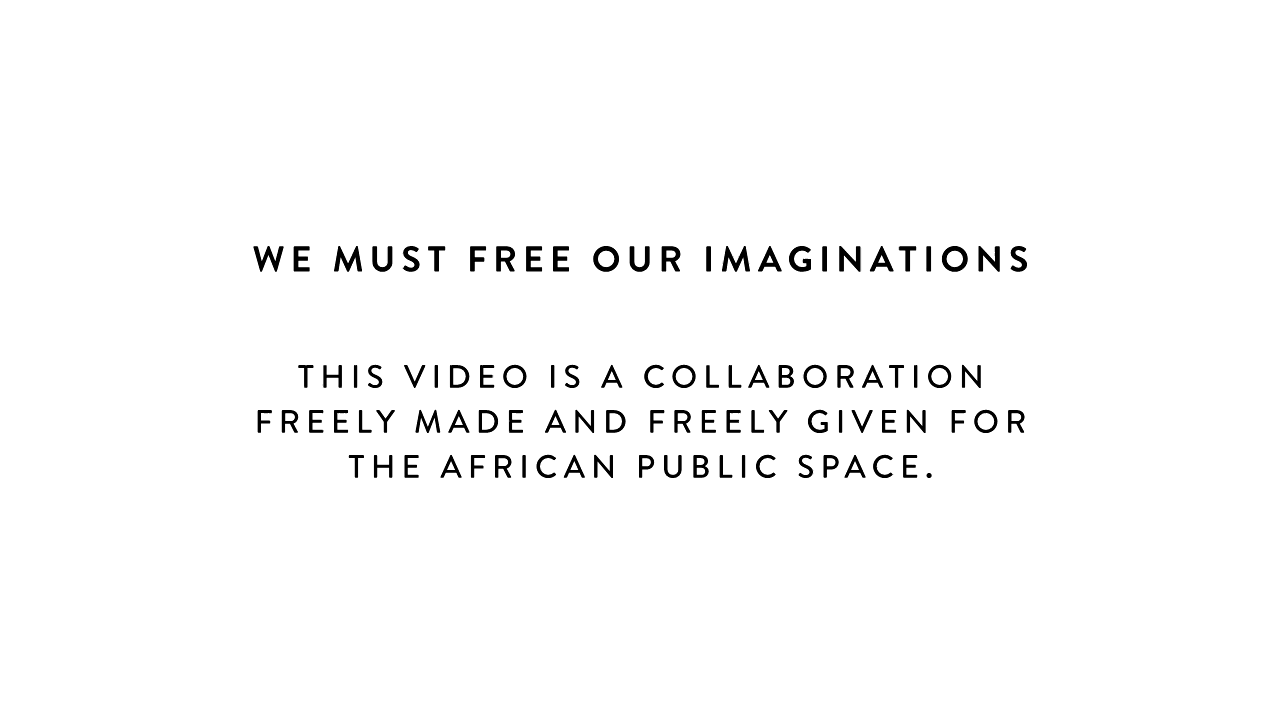 WE MUST FREE OUR IMAGINATIONS
THIS VIDEO IS A COLLABORATION
FREELY MADE AND FREELY GIVEN FOR
THE AFRICAN PUBLIC SPACE.